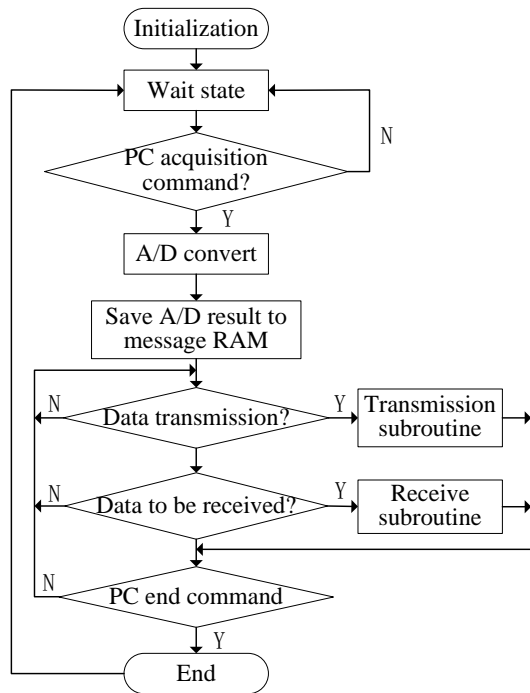 Initialization
Wait state
N
PC acquisition
command?
Y
A/D convert
Save A/D result to
message RAM
N
Data transmission?
Y
Transmission
subroutine
N
Data to be received?
Y
Receive
subroutine
N
PC end command
Y
End